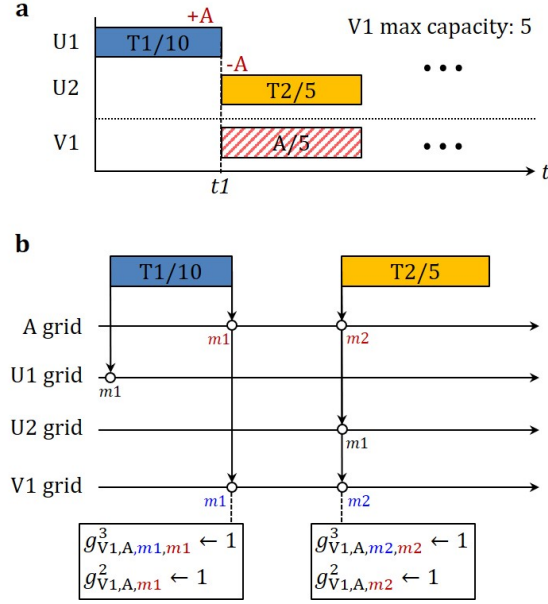 a
+A
V1 max capacity: 5
U1 T1/10
-A
U2 T2/5
V1 A/5
t1
t
b
T1/10 T2/5
A grid
m1 m2
U1 grid
m1
U2 grid
m1
V1 grid
m1 m2
g³V1,A,m1,m1 ← 1 g³V1,A,m2,m2 ← 1
g²V1,A,m1 ← 1 g²V1,A,m2 ← 1